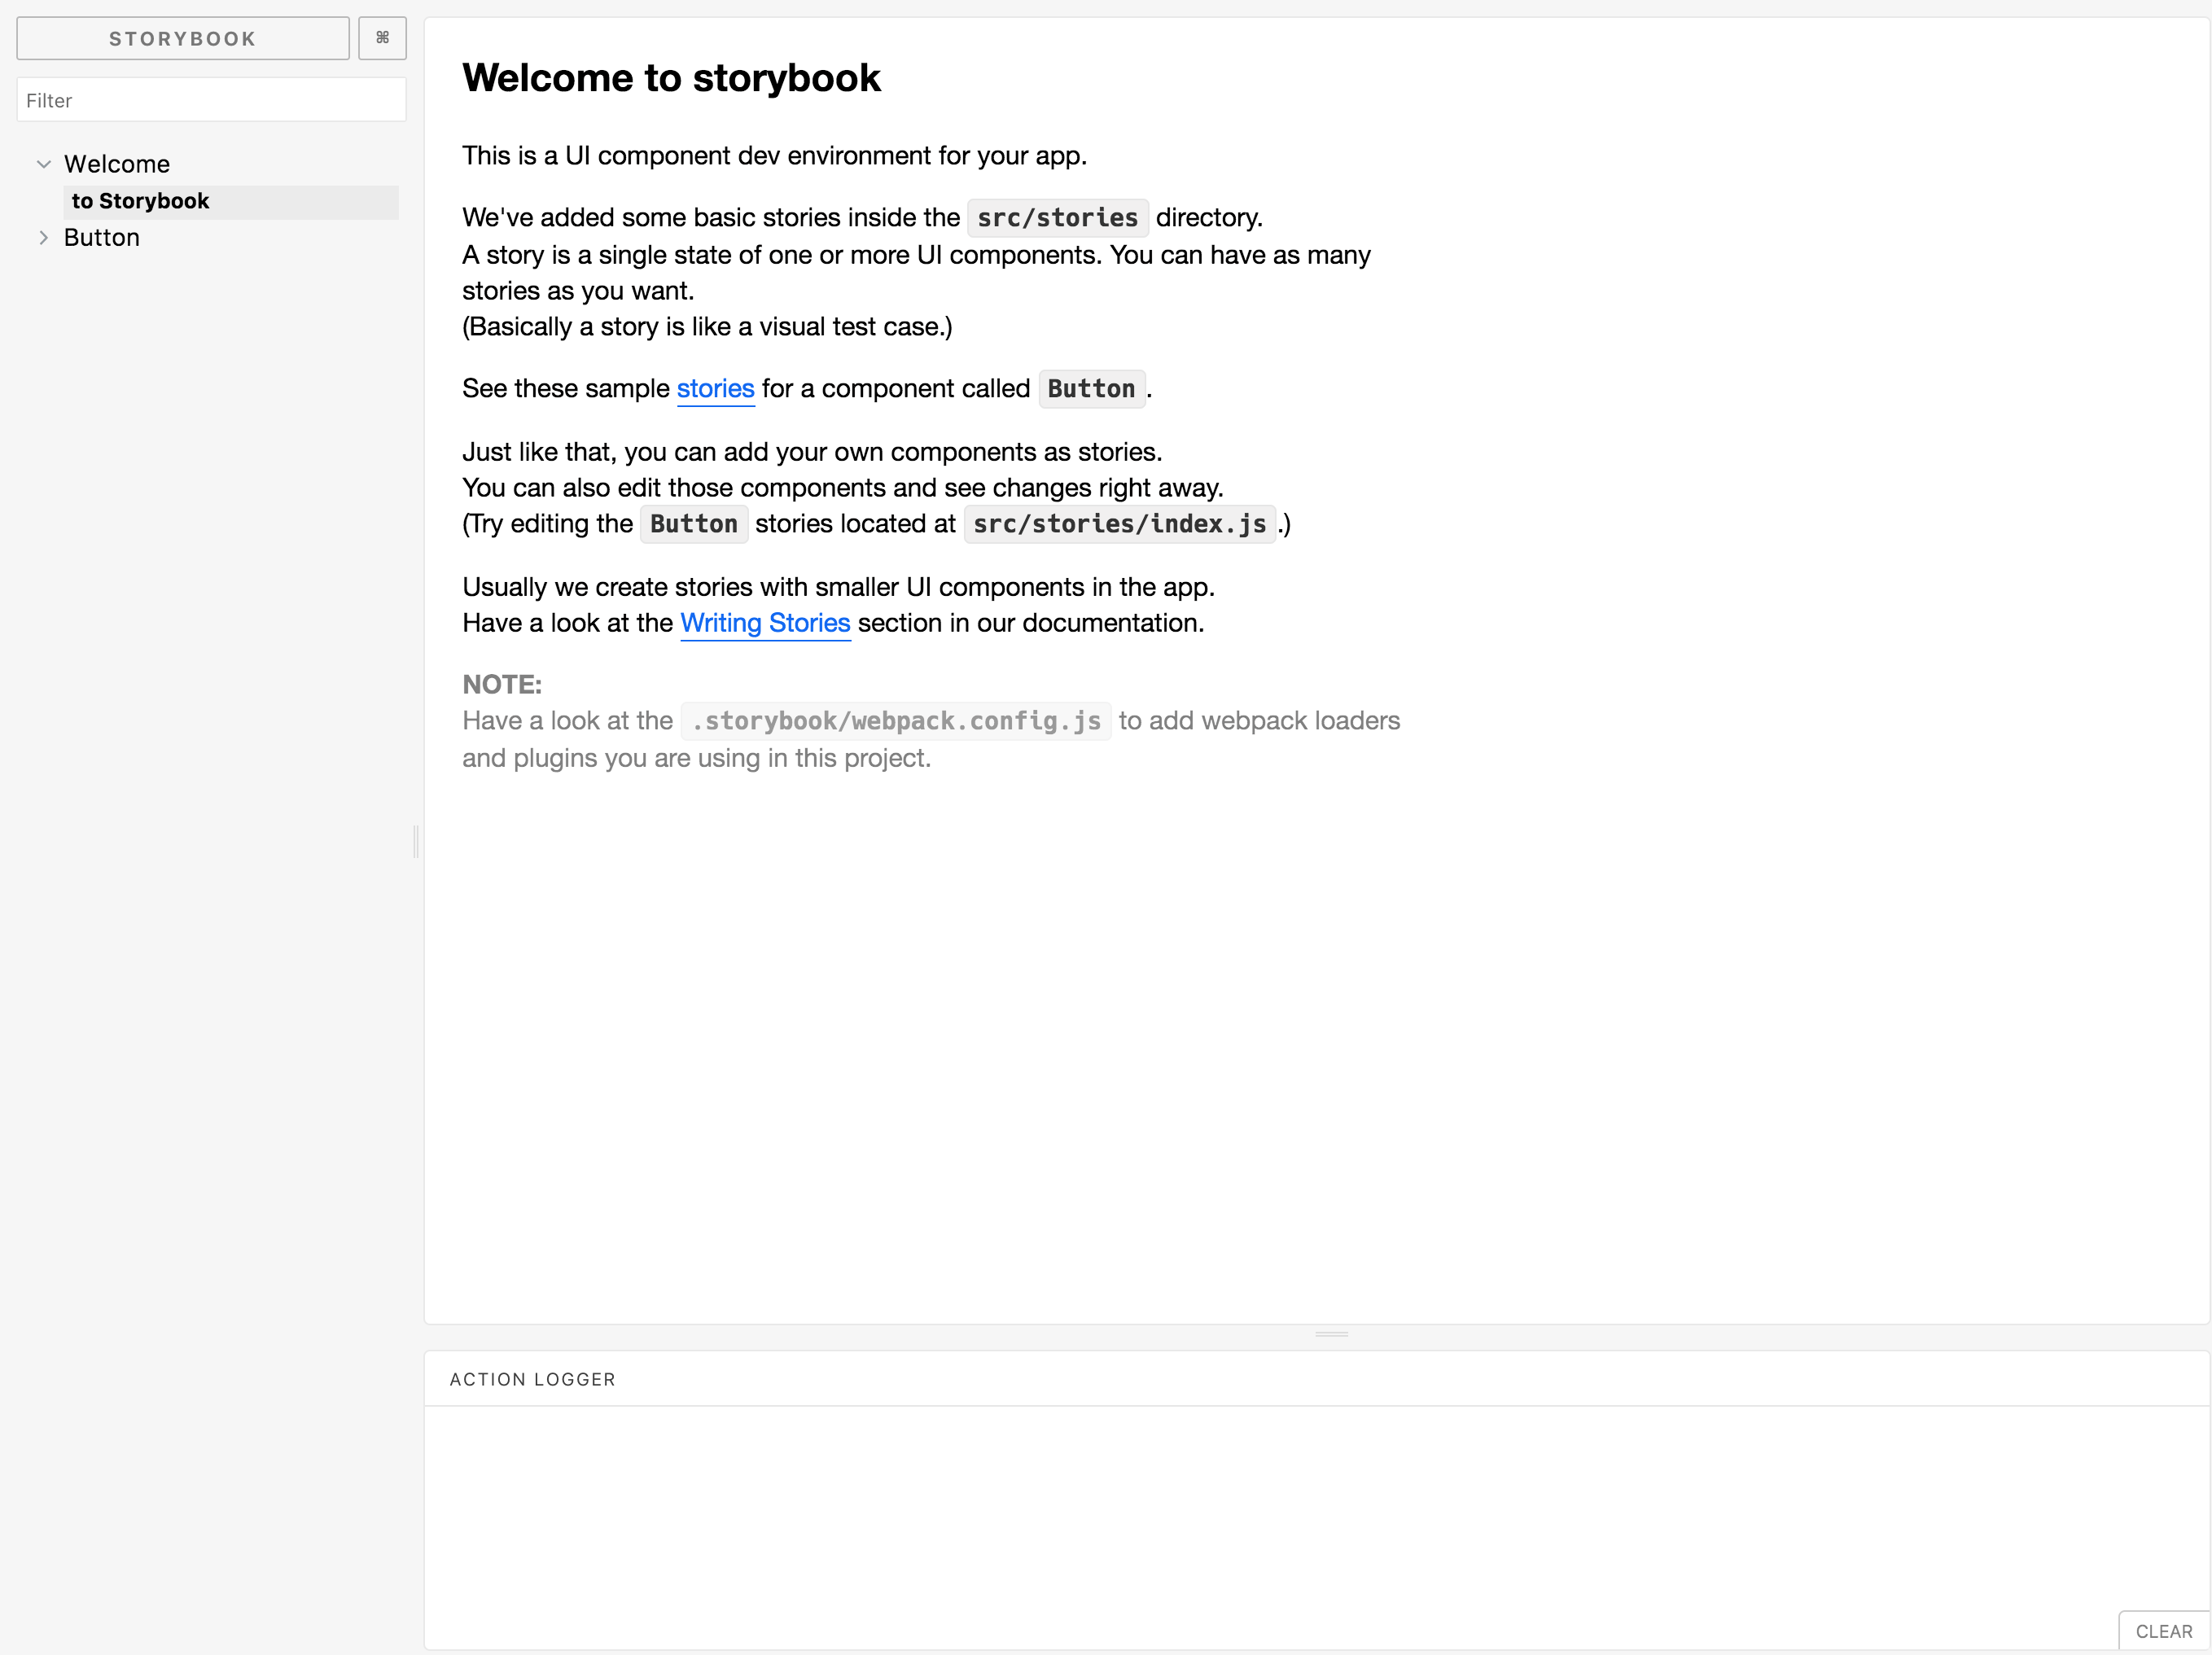 STORYBOOK
⌘
Filter
Welcome
to Storybook
Button
Welcome to storybook
This is a UI component dev environment for your app.
We've added some basic stories inside the src/stories directory.
A story is a single state of one or more UI components. You can have as many
stories as you want.
(Basically a story is like a visual test case.)
See these sample stories for a component called Button.
Just like that, you can add your own components as stories.
You can also edit those components and see changes right away.
(Try editing the Button stories located at src/stories/index.js.)
Usually we create stories with smaller UI components in the app.
Have a look at the Writing Stories section in our documentation.
NOTE:
Have a look at the .storybook/webpack.config.js to add webpack loaders
and plugins you are using in this project.
ACTION LOGGER
CLEAR